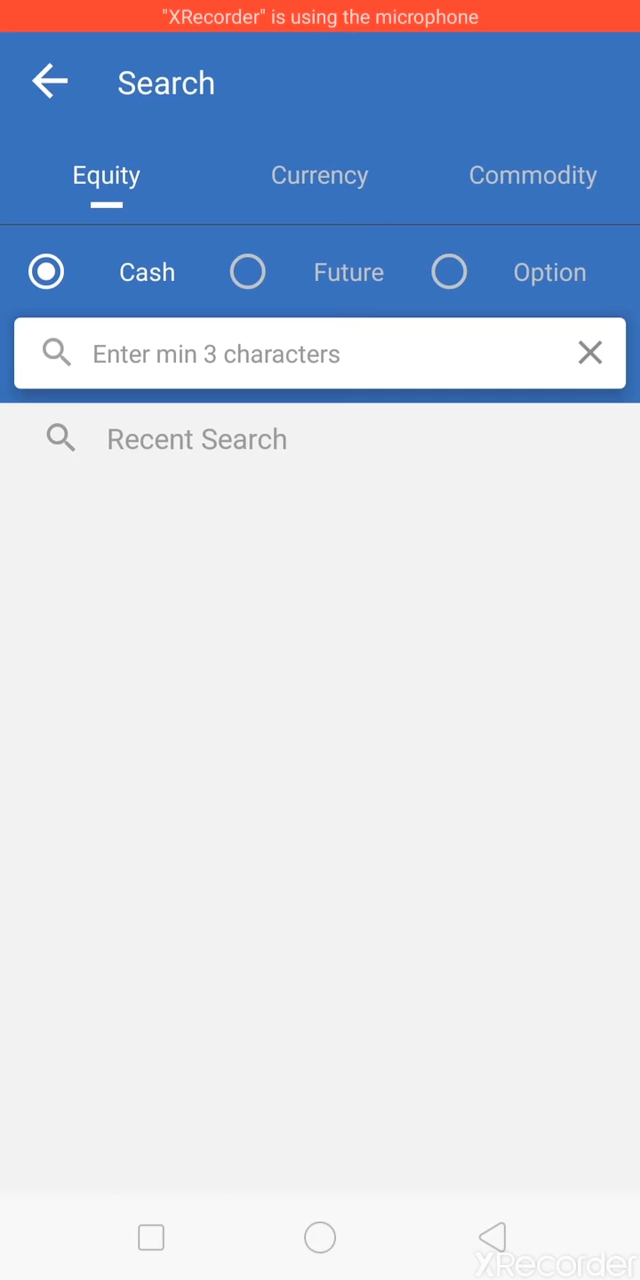 "XRecorder" is using the microphone
Search
Equity Currency Commodity
Cash Future Option
Enter min 3 characters
Recent Search
XRecorder